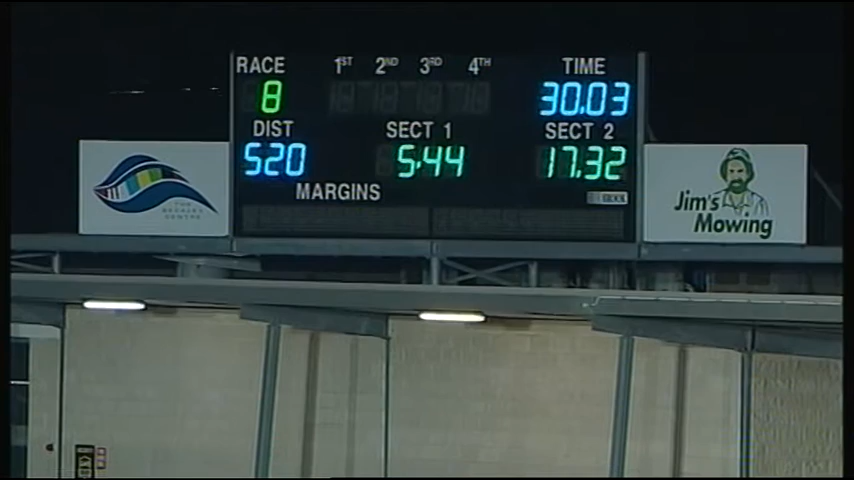 RACE 1ST 2ND 3RD 4TH TIME
8 30.03
DIST SECT 1 SECT 2
520 5.44 17.32
MARGINS
Jim's
Mowing